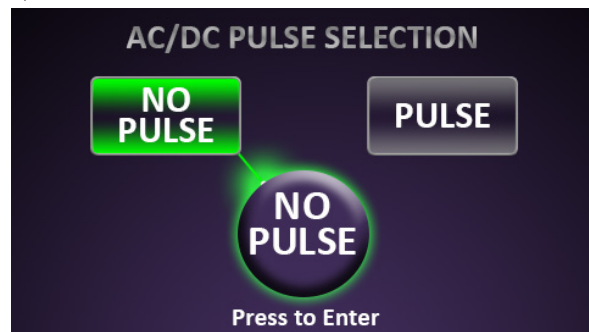 AC/DC PULSE SELECTION
NO
PULSE
PULSE
NO
PULSE
Press to Enter